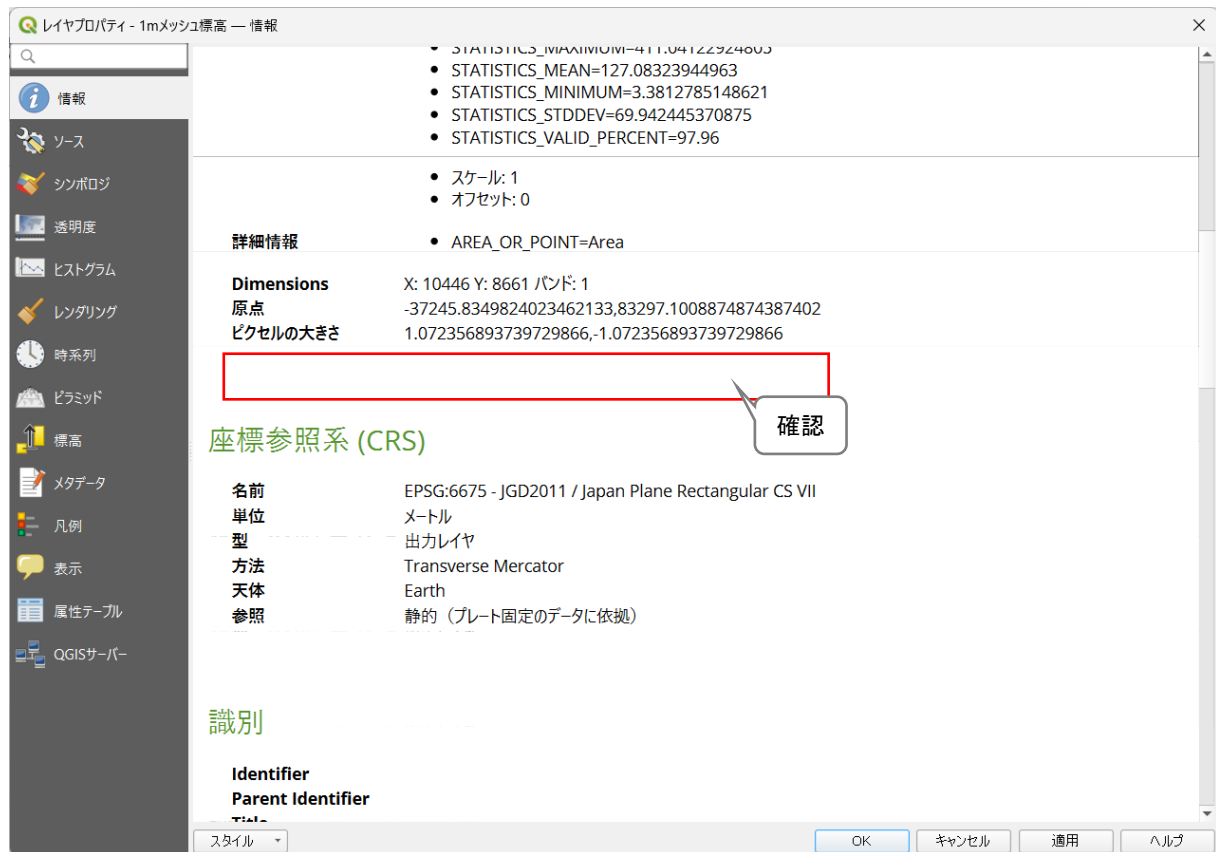 レイヤプロパティ - 1mメッシュ標高 — 情報
STATISTICS_MAXIMUM=411.04122924805
STATISTICS_MEAN=127.08323944963
STATISTICS_MINIMUM=3.3812785148621
STATISTICS_STDDEV=69.942445370875
STATISTICS_VALID_PERCENT=97.96
スケール: 1
オフセット: 0
詳細情報 AREA_OR_POINT=Area
Dimensions X: 10446 Y: 8661 バンド: 1
原点 -37245.8349824023462133,83297.1008874874387402
ピクセルの大きさ 1.072356893739729866,-1.072356893739729866
確認
座標参照系 (CRS)
名前 EPSG:6675 - JGD2011 / Japan Plane Rectangular CS VII
単位 メートル
型 出力レイヤ
方法 Transverse Mercator
天体 Earth
参照 静的（プレート固定のデータに依拠）
識別
Identifier
Parent Identifier
Title
情報
ソース
シンボロジ
透明度
ヒストグラム
レンダリング
時系列
ピラミッド
標高
メタデータ
凡例
表示
属性テーブル
QGISサーバー
スタイル
OK
キャンセル
適用
ヘルプ